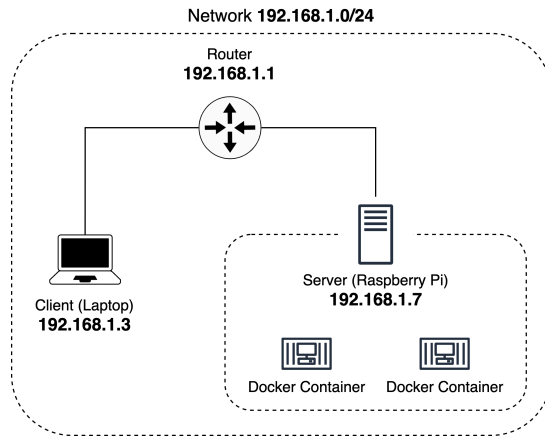 Network 192.168.1.0/24
Router
192.168.1.1
Client (Laptop)
192.168.1.3
Server (Raspberry Pi)
192.168.1.7
Docker Container
Docker Container